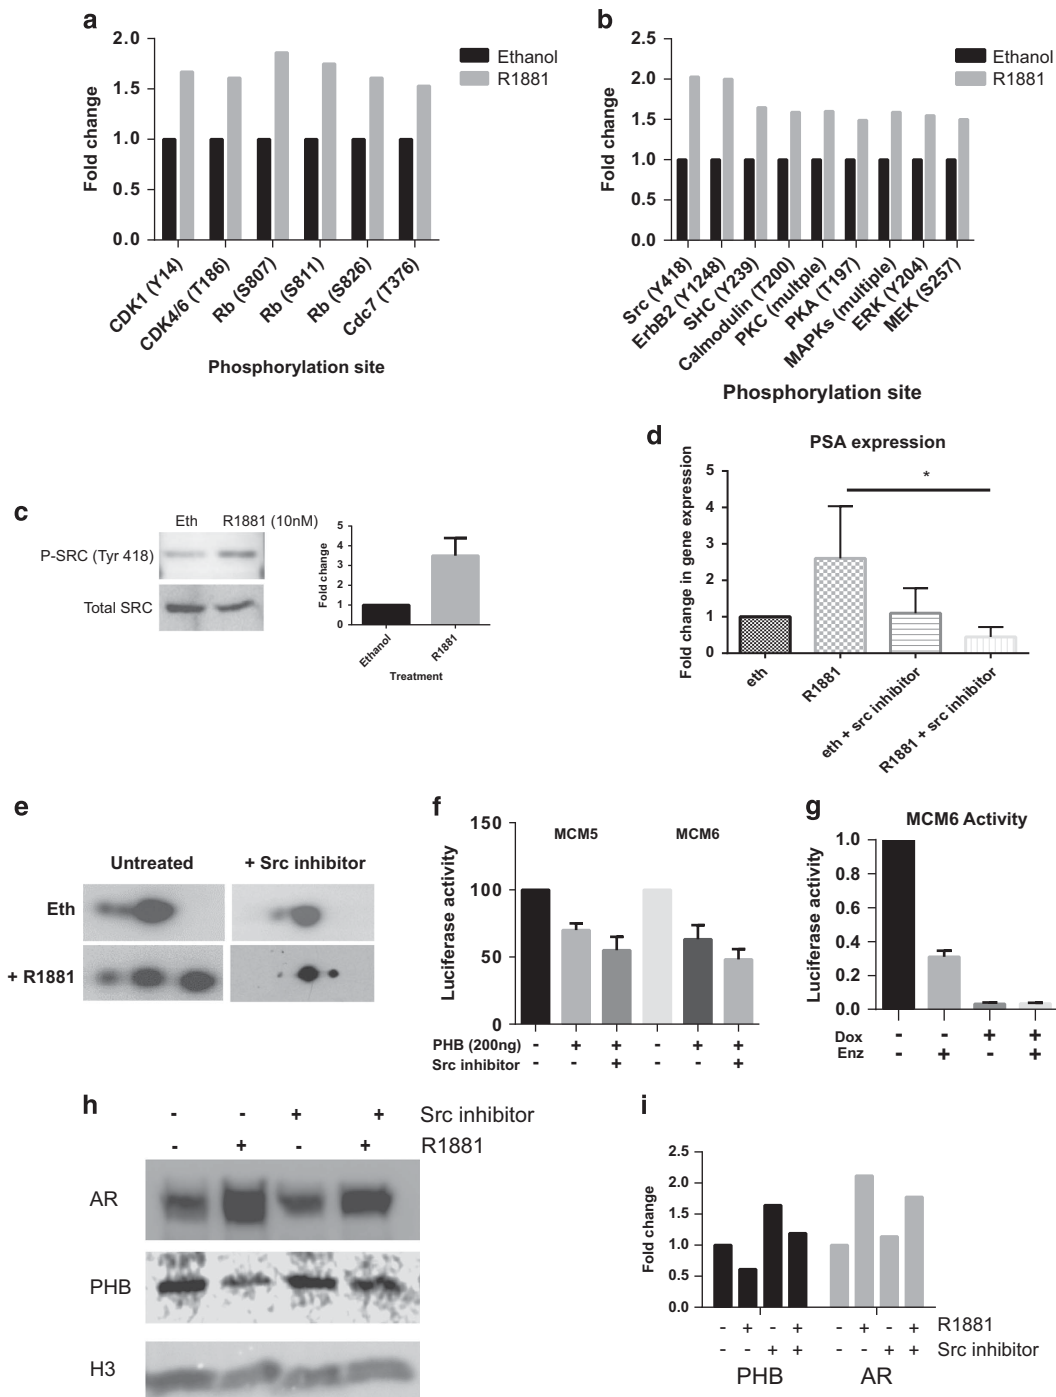 a
2.0
1.5
1.0
0.5
0.0
Fold change
Ethanol
R1881
CDK1 (Y14)
CDK4/6 (T186)
Rb (S807)
Rb (S811)
Rb (S826)
Cdc7 (T376)
Phosphorylation site
b
2.5
2.0
1.5
1.0
0.5
0.0
Fold change
Ethanol
R1881
Src (Y418)
ErbB2 (Y1248)
SHC (Y239)
Calmodulin (T200)
PKC (multple)
PKA (T197)
MAPKs (multiple)
ERK (Y204)
MEK (S257)
Phosphorylation site
c
Eth R1881 (10nM)
P-SRC (Tyr 418)
Total SRC
5
4
3
2
1
0
Fold change
Ethanol
R1881
Treatment
d
PSA expression
5
4
3
2
1
0
Fold change in gene expression
*
eth
R1881
eth + src inhibitor
R1881 + src inhibitor
e
Untreated + Src inhibitor
Eth
+ R1881
f
150
100
50
0
Luciferase activity
MCM5 MCM6
PHB (200ng) - + + - + +
Src inhibitor - - + - - +
g
MCM6 Activity
1.0
0.8
0.6
0.4
0.2
0.0
Luciferase activity
Dox - - + +
Enz - + - +
h
- - + + Src inhibitor
- + - + R1881
AR
PHB
H3
i
2.5
2.0
1.5
1.0
0.5
0.0
Fold change
- + - + - + - + R1881
- - + + - - + + Src inhibitor
PHB AR